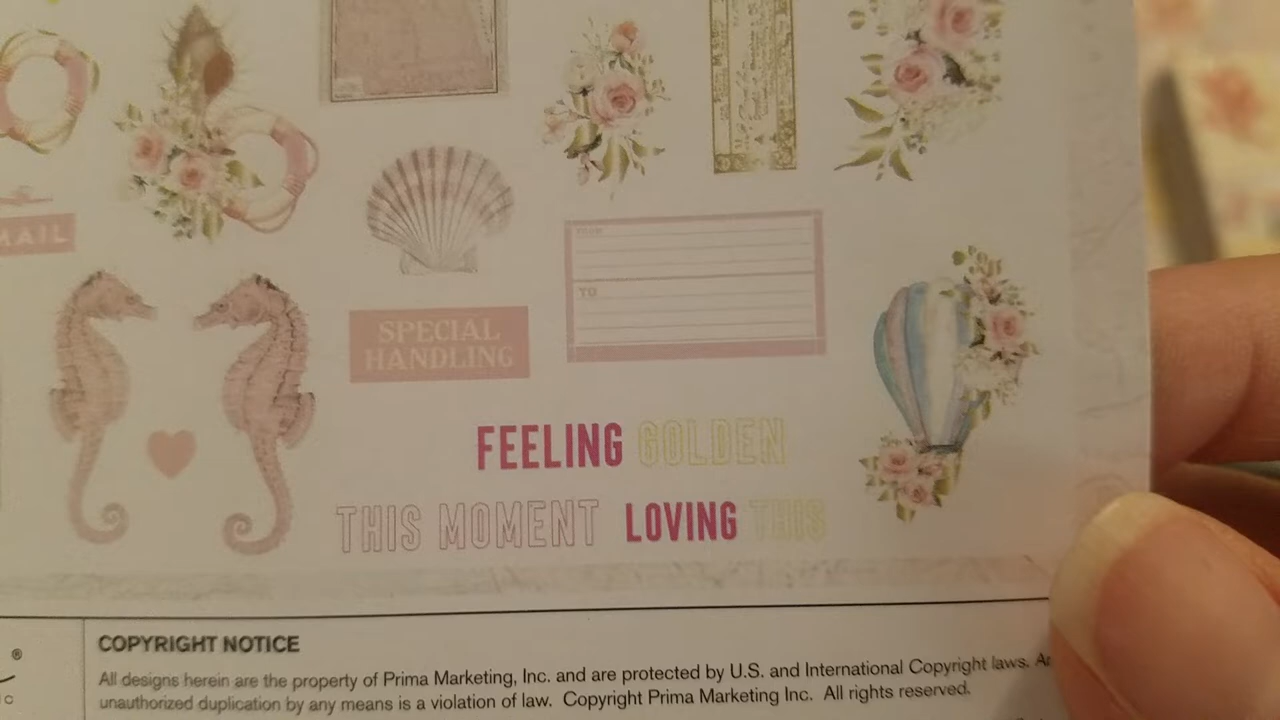 MAIL
FROM
TO
SPECIAL
HANDLING
FEELING GOLDEN
THIS MOMENT LOVING THIS
®
IC
COPYRIGHT NOTICE
All designs herein are the property of Prima Marketing, Inc. and are protected by U.S. and International Copyright laws.
unauthorized duplication by any means is a violation of law. Copyright Prima Marketing Inc. All rights reserved.